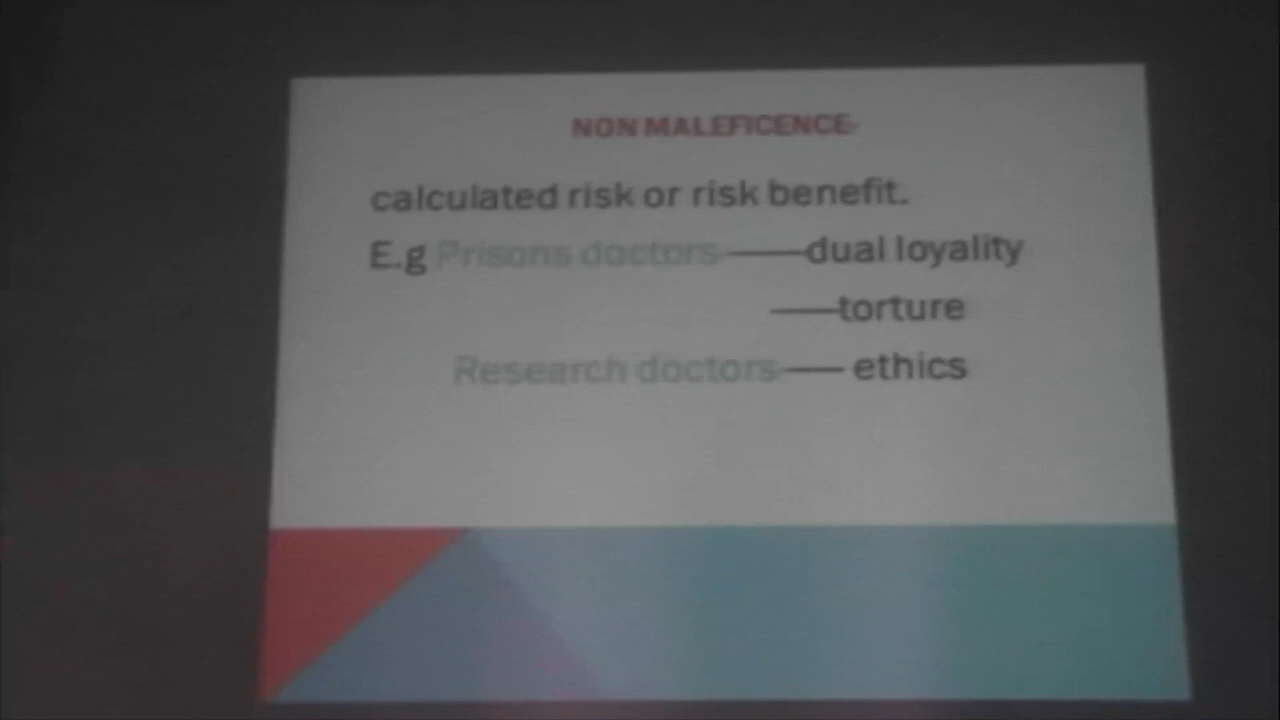 NON MALEFICENCE-
calculated risk or risk benefit.
E.g Prisons doctors——dual loyality
——torture
Research doctors—— ethics